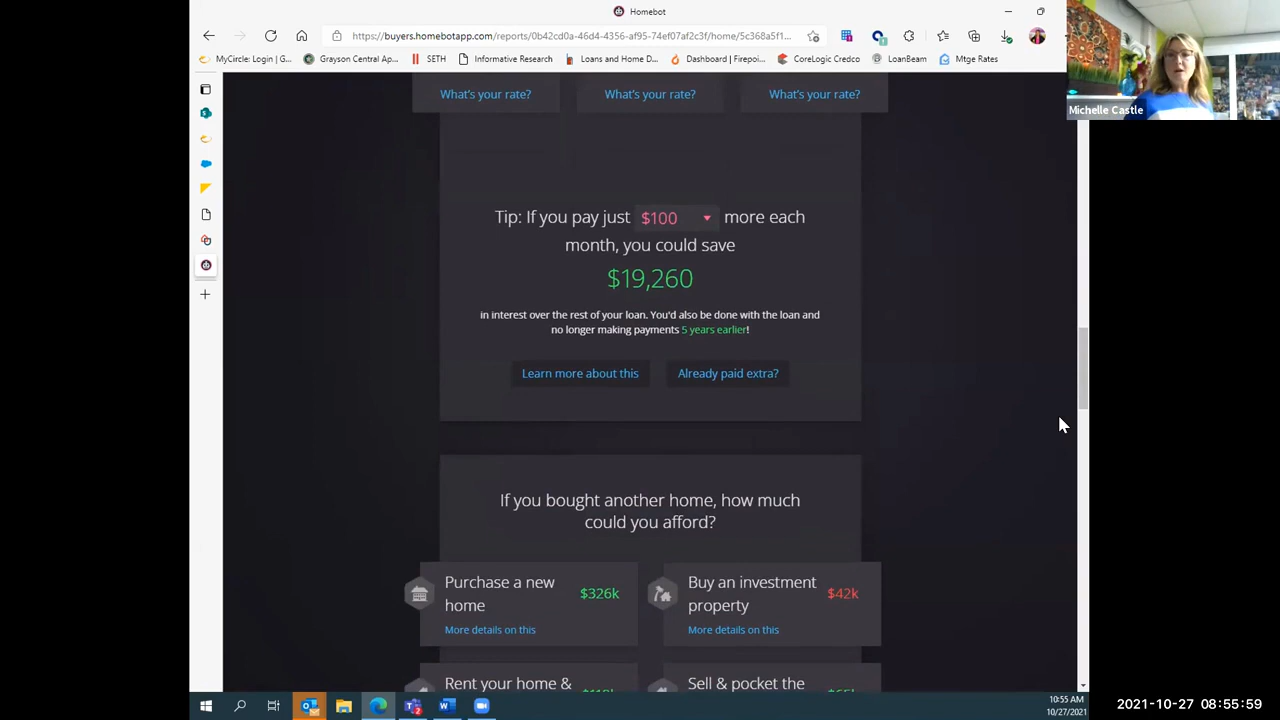 Homebot
https://buyers.homebotapp.com/reports/0b42cd0a-46d4-4356-af95-74ef07af2c3f/home/5c368a5f1...
MyCircle: Login | G...
Grayson Central Ap...
SETH
Informative Research
Loans and Home D...
Dashboard | Firepoi...
CoreLogic Credco
LoanBeam
Mtge Rates
Michelle Castle
What's your rate?
What's your rate?
What's your rate?
Tip: If you pay just $100 more each
month, you could save
$19,260
in interest over the rest of your loan. You'd also be done with the loan and
no longer making payments 5 years earlier!
Learn more about this
Already paid extra?
If you bought another home, how much
could you afford?
Purchase a new
home
$326k
More details on this
Buy an investment
property
$42k
More details on this
Rent your home &
Sell & pocket the
10:55 AM
10/27/2021
2021-10-27 08:55:59